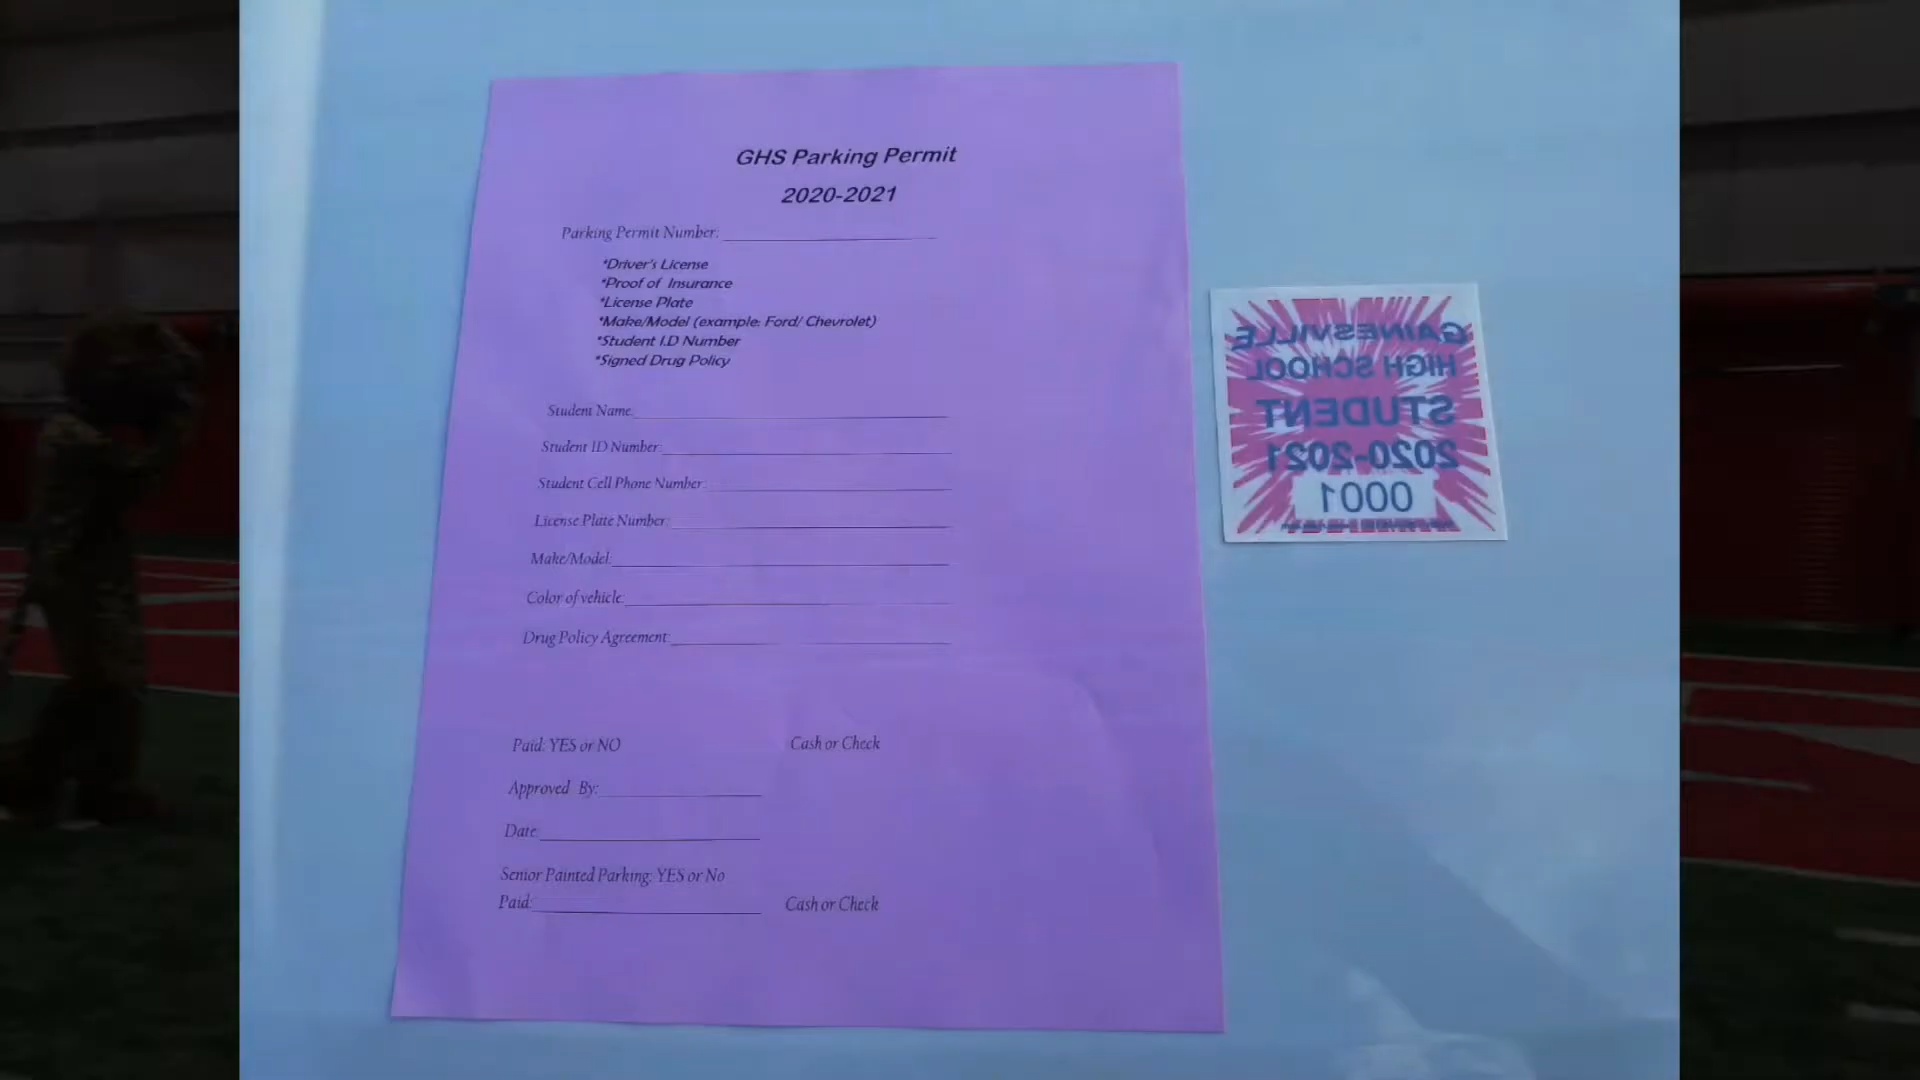 GHS Parking Permit
2020-2021
Parking Permit Number:
*Driver's License
*Proof of Insurance
*License Plate
*Make/Model (example: Ford/ Chevrolet)
*Student I.D Number
*Signed Drug Policy
Student Name:
Student ID Number:
Student Cell Phone Number:
License Plate Number:
Make/Model:
Color of vehicle:
Drug Policy Agreement:
Paid: YES or NO Cash or Check
Approved By:
Date:
Senior Painted Parking: YES or No
Paid: Cash or Check
GAINESVILLE
HIGH SCHOOL
STUDENT
2020-2021
0001